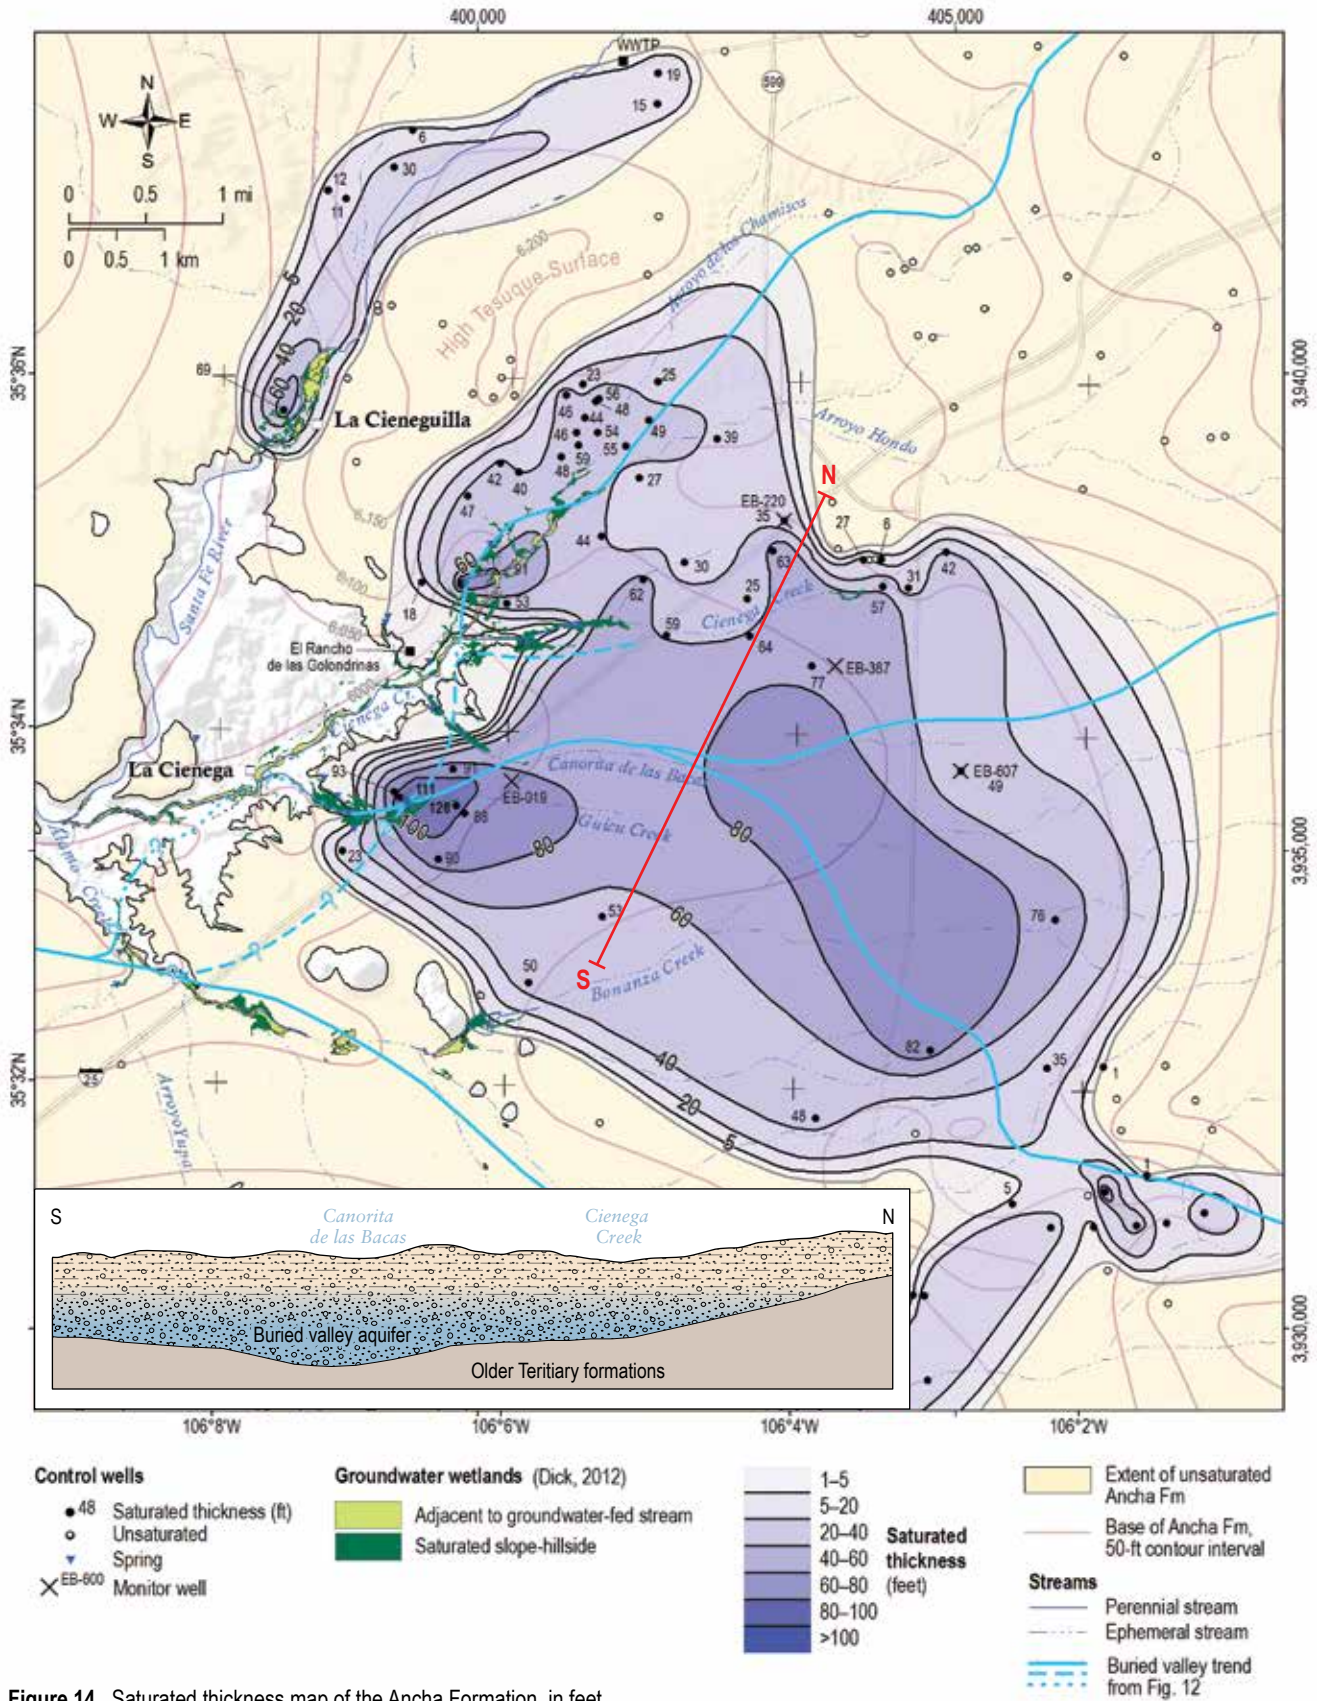 400,000
405,000
WWTP
19
15
599
N
W E
S
6
30
12
11
0 0.5 1 mi
0 0.5 1 km
6,200
High Tesuque Surface
Arroyo de los Chamisos
5
20
40
60
69
La Cieneguilla
35°36'N
3,940,000
23
25
56
46
44
48
49
46
54
55
39
59
48
42
40
27
47
Arroyo Hondo
N
EB-220
35
27
6
6,150
44
30
63
42
31
57
60
91
6,100
18
53
62
25
Cienega Creek
59
64
Santa Fe River
6,050
El Rancho
de las Golondrinas
6000
EB-387
77
Cienega Cr.
35°34'N
La Cienega
93
91
111
EB-019
126
86
100
80
90
23
Canorita de las Bacas
Guicu Creek
80
EB-607
49
3,935,000
Alamo Creek
53
60
76
S
50
Bonanza Creek
82
40
35
1
20
48
5
35°32'N
25
Arroyo Yupa
1
5
S
Canorita
de las Bacas
Cienega
Creek
N
Buried valley aquifer
Older Teritiary formations
3,930,000
106°8'W
106°6'W
106°4'W
106°2'W
Control wells
48 Saturated thickness (ft)
Unsaturated
Spring
EB-600 Monitor well
Groundwater wetlands (Dick, 2012)
Adjacent to groundwater-fed stream
Saturated slope-hillside
1–5
5–20
20–40
40–60
60–80
80–100
>100
Saturated
thickness
(feet)
Extent of unsaturated
Ancha Fm
Base of Ancha Fm,
50-ft contour interval
Streams
Perennial stream
Ephemeral stream
Buried valley trend
from Fig. 12
Figure 14. Saturated thickness map of the Ancha Formation, in feet